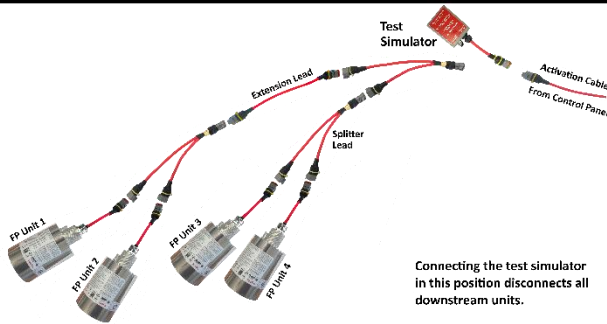 Test
Simulator
Activation Cable
From Control Panel
Extension Lead
Splitter
Lead
FP Unit 1
FP Unit 2
FP Unit 3
FP Unit 4
Connecting the test simulator
in this position disconnects all
downstream units.